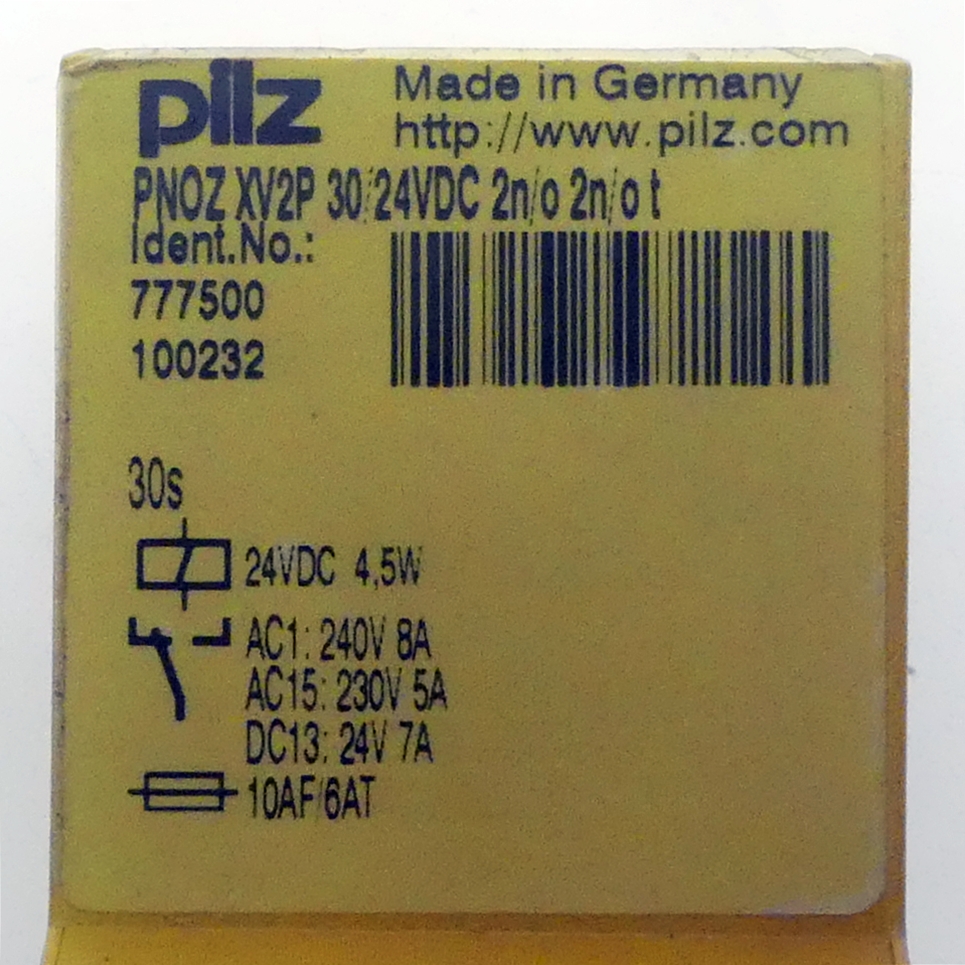 pilz
Made in Germany
http://www.pilz.com
PNOZ XV2P 30/24VDC 2n/o 2n/o t
Ident.No.:
777500
100232
30s
24VDC 4,5W
AC1: 240V 8A
AC15: 230V 5A
DC13: 24V 7A
10AF/6AT